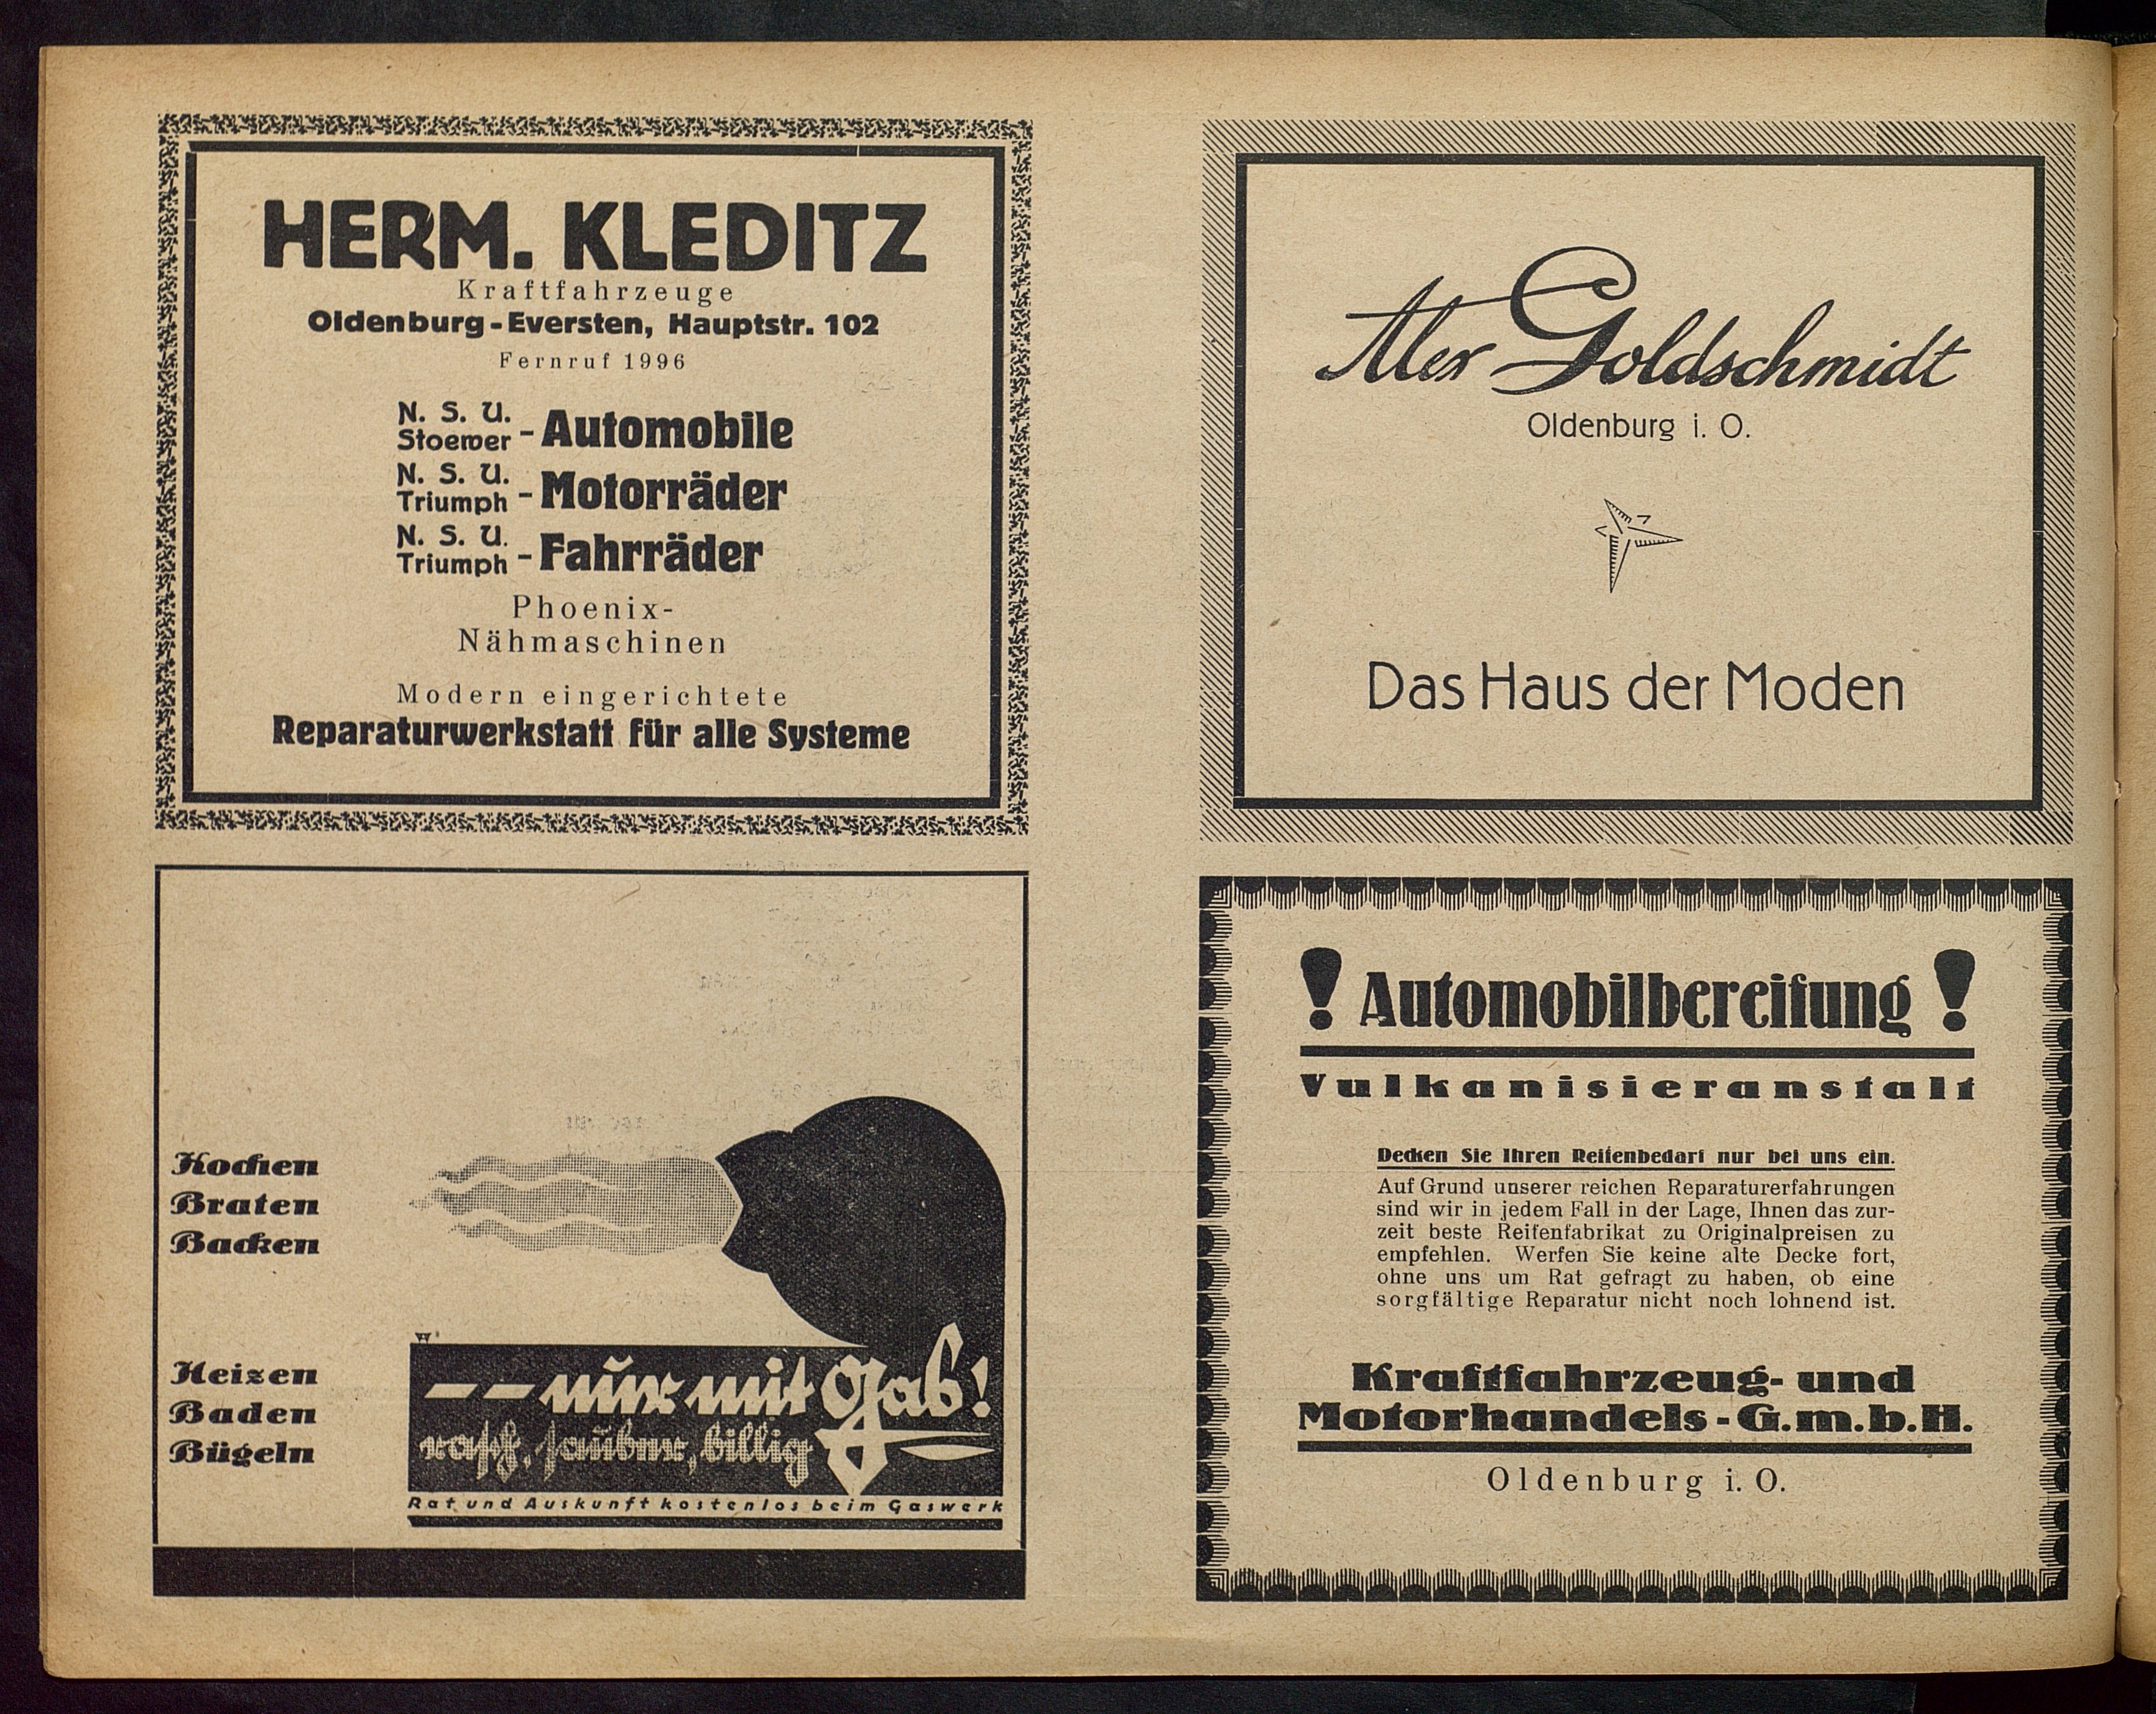 HERM. KLEDITZ
Kraftfahrzeuge
Oldenburg-Eversten, Hauptstr. 102
Fernruf 1996
N. S. U.
Stoewer - Automobile
N. S. U.
Triumph - Motorräder
N. S. U.
Triumph - Fahrräder
Phoenix-
Nähmaschinen
Modern eingerichtete
Reparaturwerkstatt für alle Systeme
Alex Goldschmidt
Oldenburg i. O.
Das Haus der Moden
Kochen
Braten
Backen
Heizen
Baden
Bügeln
-- nur mit Gas!
rasch, sauber, billig
Rat und Auskunft kostenlos beim Gaswerk
! Automobilbereifung !
Vulkanisieranstalt
Decken Sie Ihren Reifenbedarf nur bei uns ein.
Auf Grund unserer reichen Reparaturerfahrungen
sind wir in jedem Fall in der Lage, Ihnen das zur-
zeit beste Reifenfabrikat zu Originalpreisen zu
empfehlen. Werfen Sie keine alte Decke fort,
ohne uns um Rat gefragt zu haben, ob eine
sorgfältige Reparatur nicht noch lohnend ist.
Kraftfahrzeug- und
Motorhandels-G.m.b.H.
Oldenburg i. O.